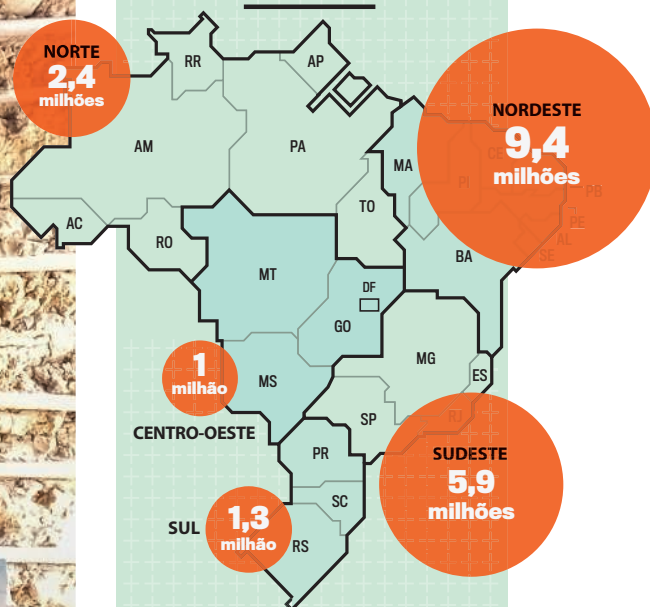 NORTE
2,4
milhões
RR
AP
NORDESTE
9,4
milhões
AM
PA
MA
CE
PI
PB
PE
AL
SE
TO
AC
RO
BA
MT
DF
GO
MG
ES
1
milhão
MS
CENTRO-OESTE
SP
RJ
PR
SUDESTE
5,9
milhões
SC
SUL
1,3
milhão
RS